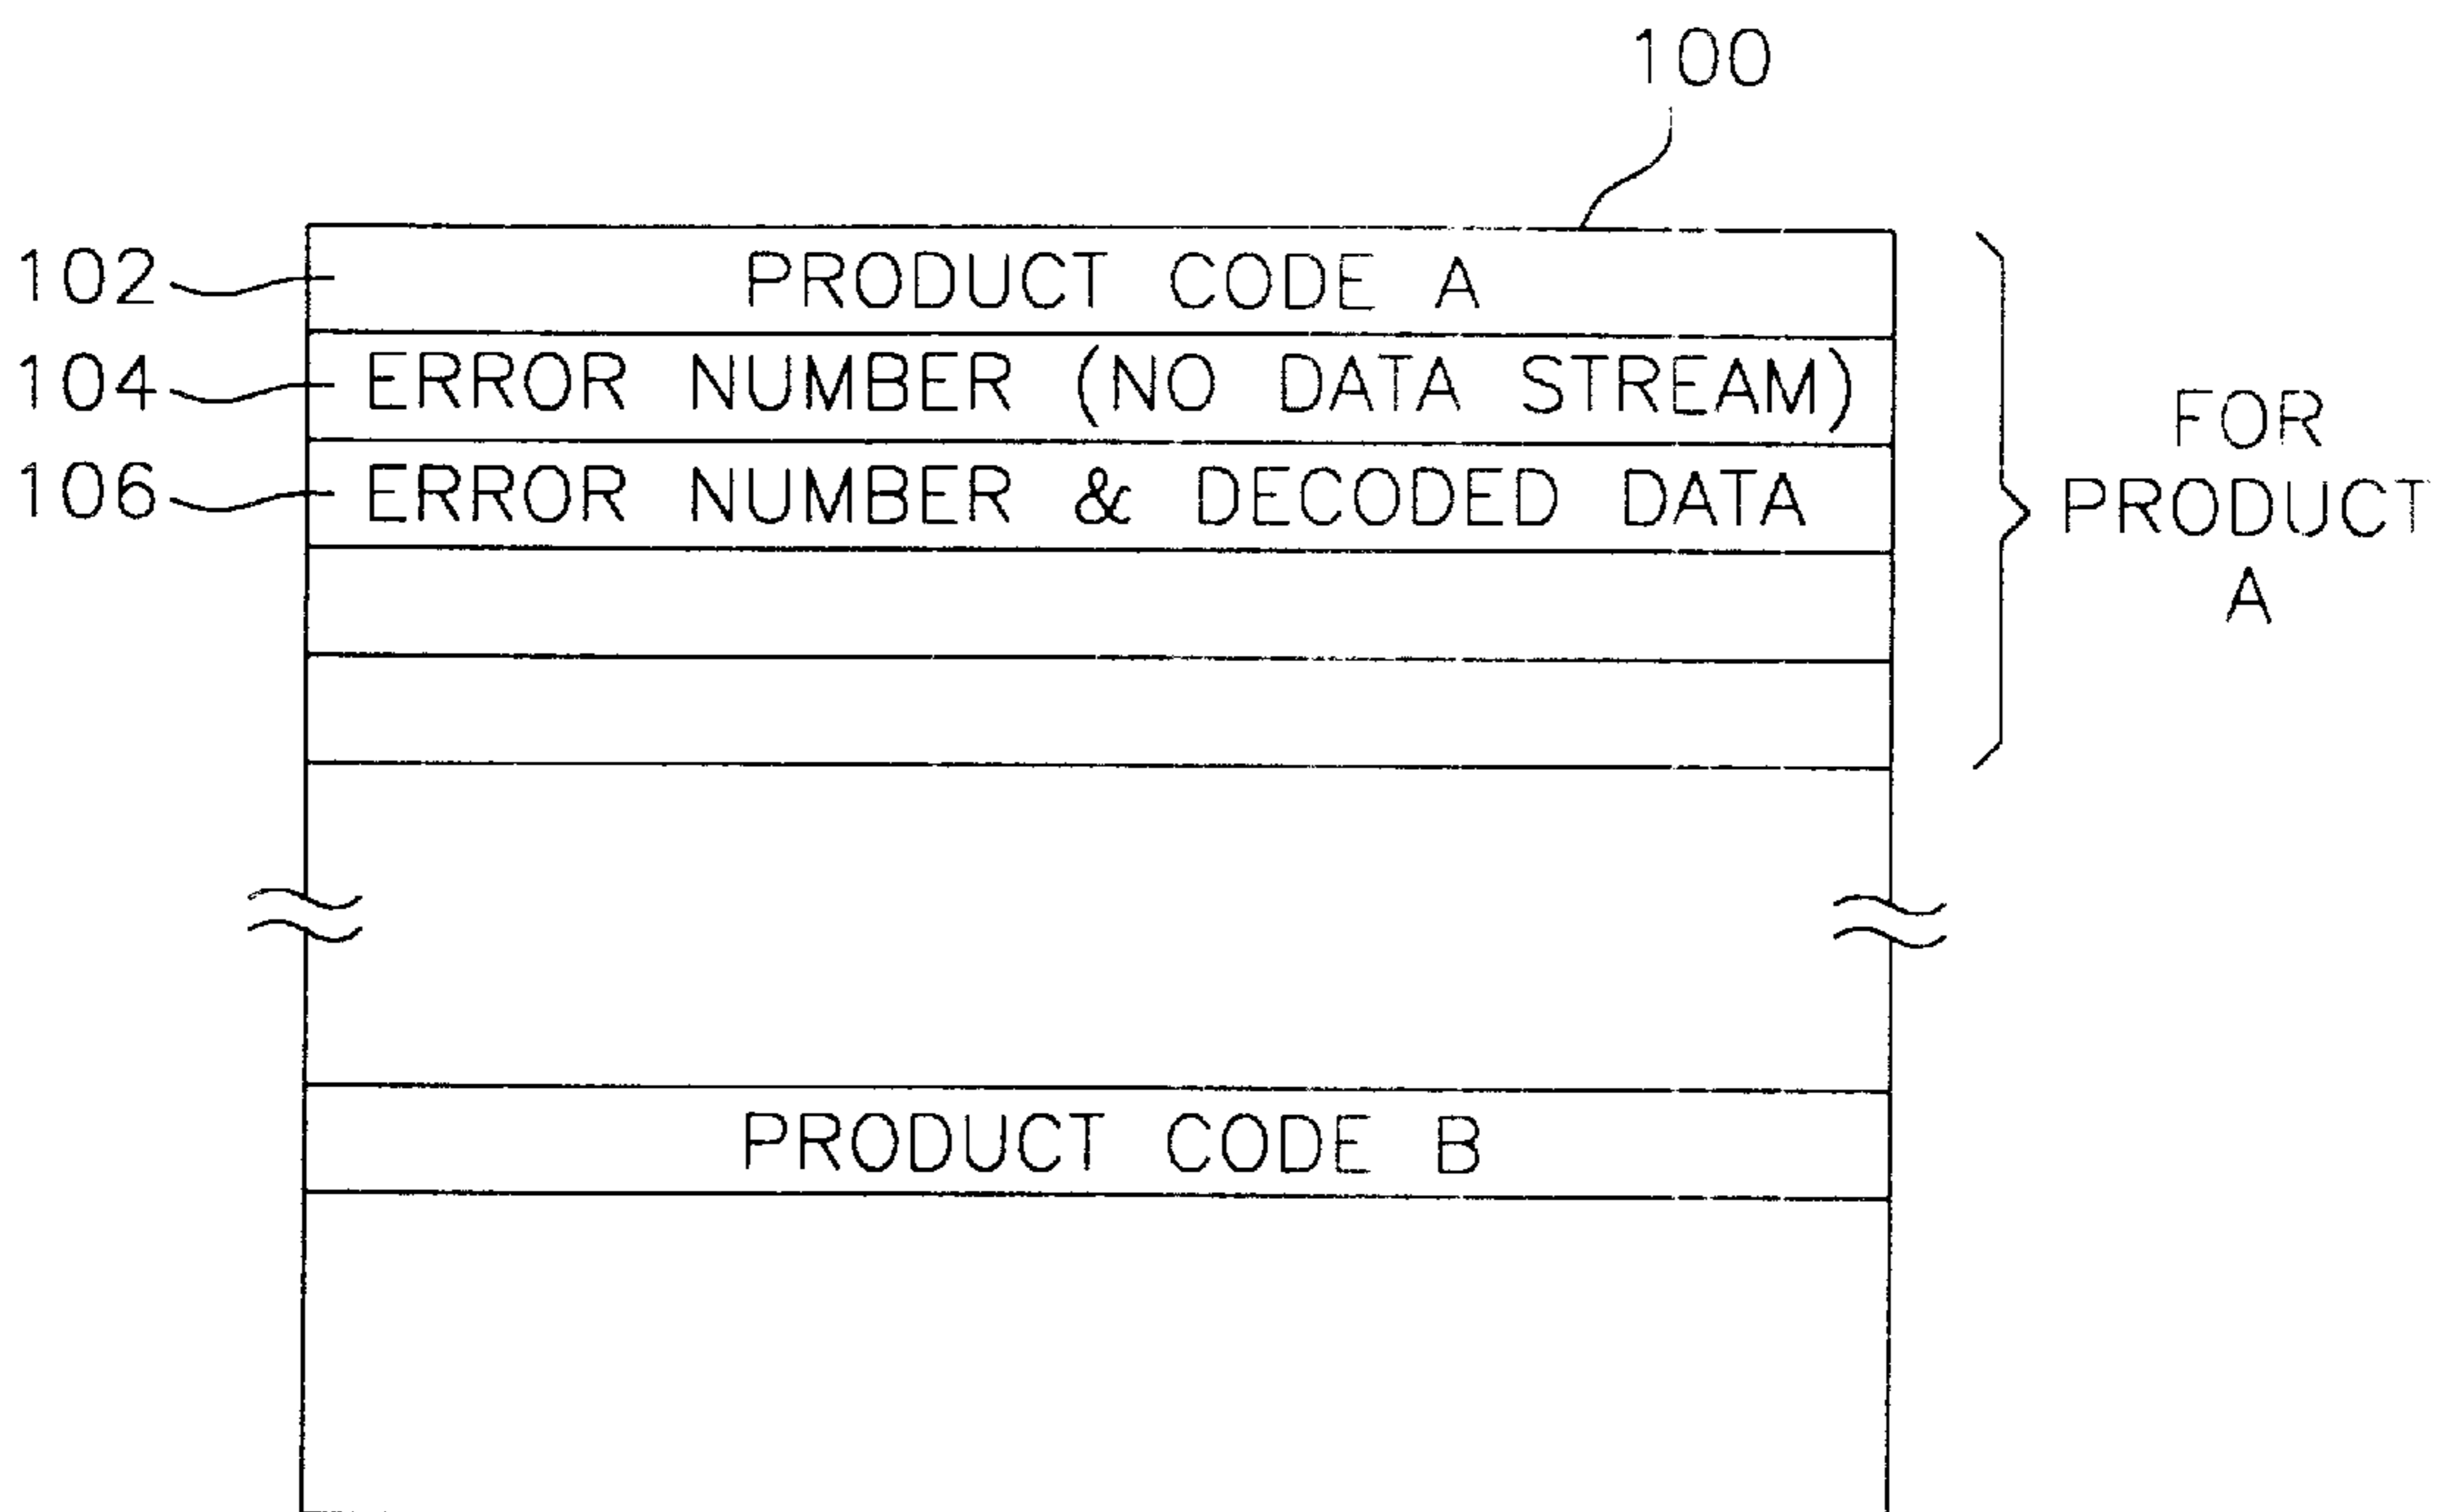 100
102 PRODUCT CODE A
104 ERROR NUMBER (NO DATA STREAM)
106 ERROR NUMBER & DECODED DATA
FOR
PRODUCT
A
PRODUCT CODE B